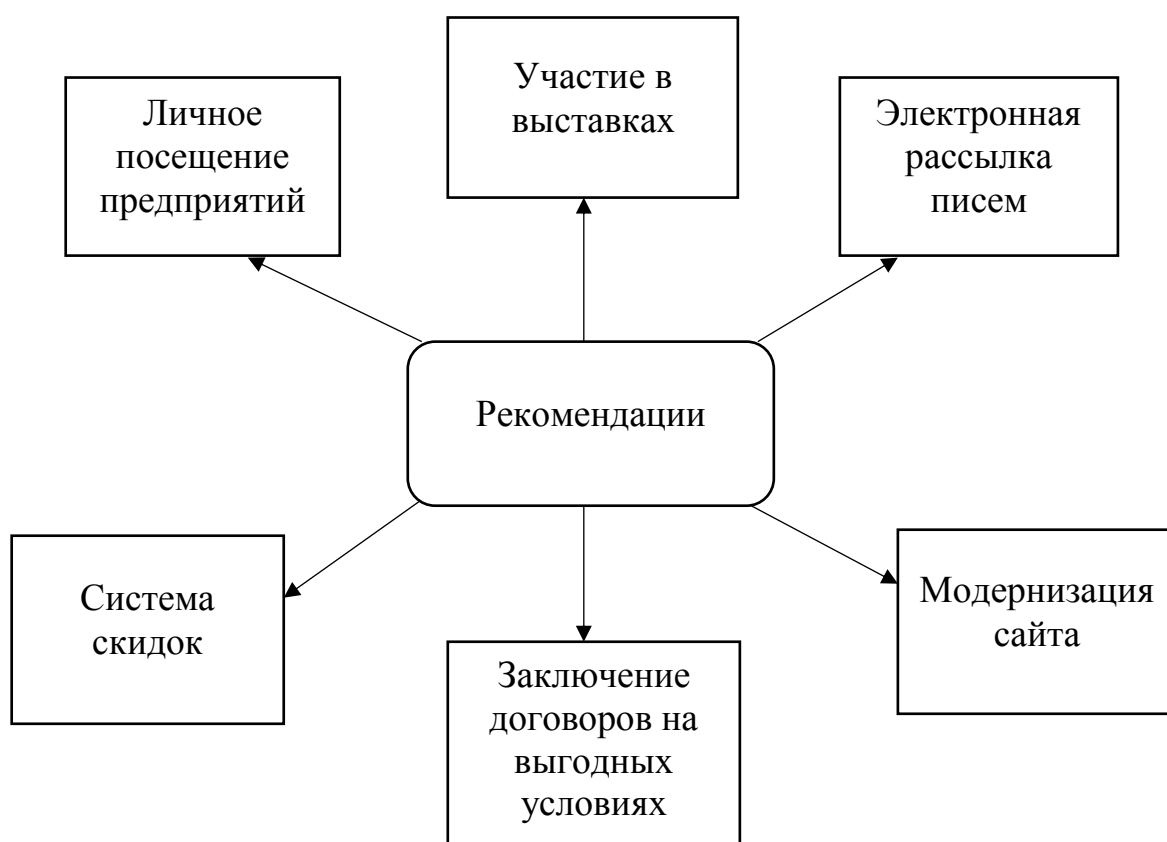 Личное
посещение
предприятий
Участие в
выставках
Электронная
рассылка
писем
Рекомендации
Система
скидок
Заключение
договоров на
выгодных
условиях
Модернизация
сайта